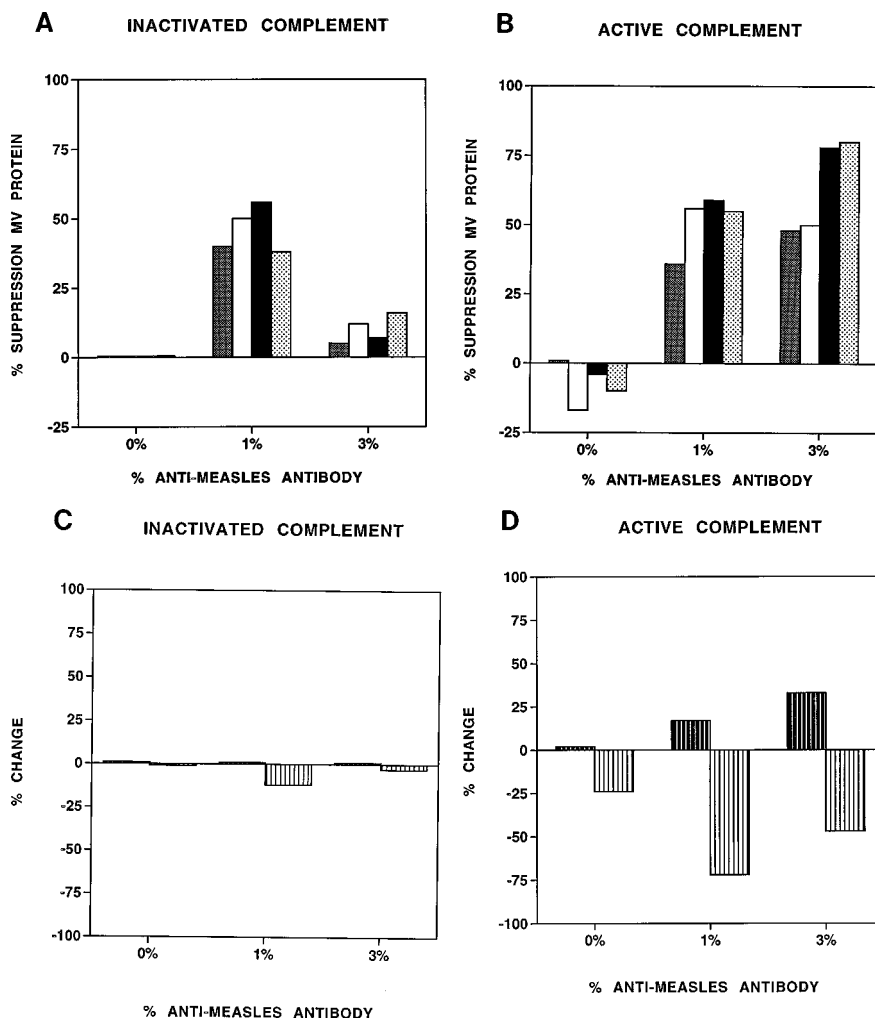 A
INACTIVATED COMPLEMENT
% SUPPRESSION MV PROTEIN
100
75
50
25
0
-25
0% 1% 3%
% ANTI-MEASLES ANTIBODY
B
ACTIVE COMPLEMENT
% SUPPRESSION MV PROTEIN
100
75
50
25
0
-25
0% 1% 3%
% ANTI-MEASLES ANTIBODY
C
INACTIVATED COMPLEMENT
% CHANGE
100
75
50
25
0
-25
-50
-75
-100
0% 1% 3%
% ANTI-MEASLES ANTIBODY
D
ACTIVE COMPLEMENT
% CHANGE
100
75
50
25
0
-25
-50
-75
-100
0% 1% 3%
% ANTI-MEASLES ANTIBODY